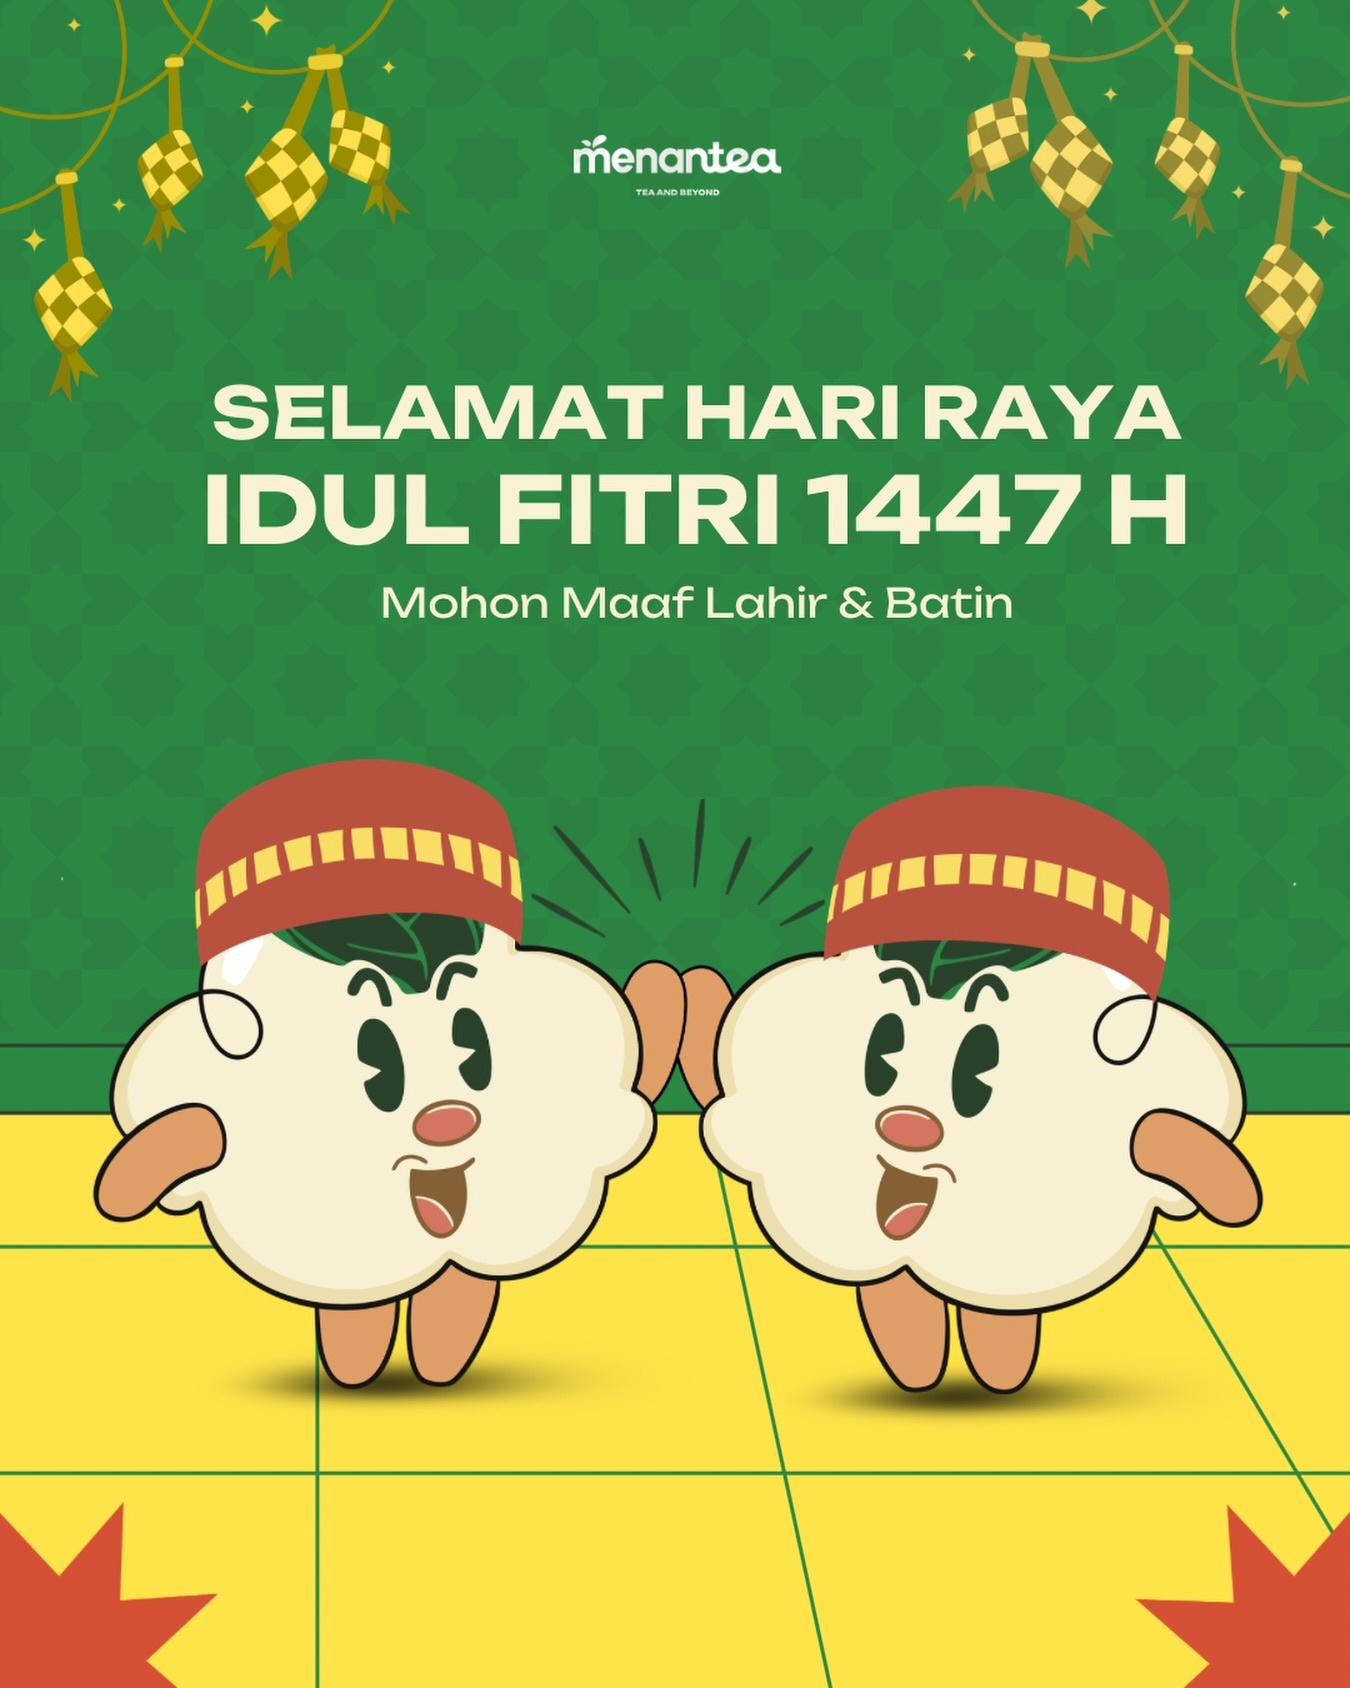 menantea
TEA AND BEYOND
SELAMAT HARI RAYA
IDUL FITRI 1447 H
Mohon Maaf Lahir & Batin